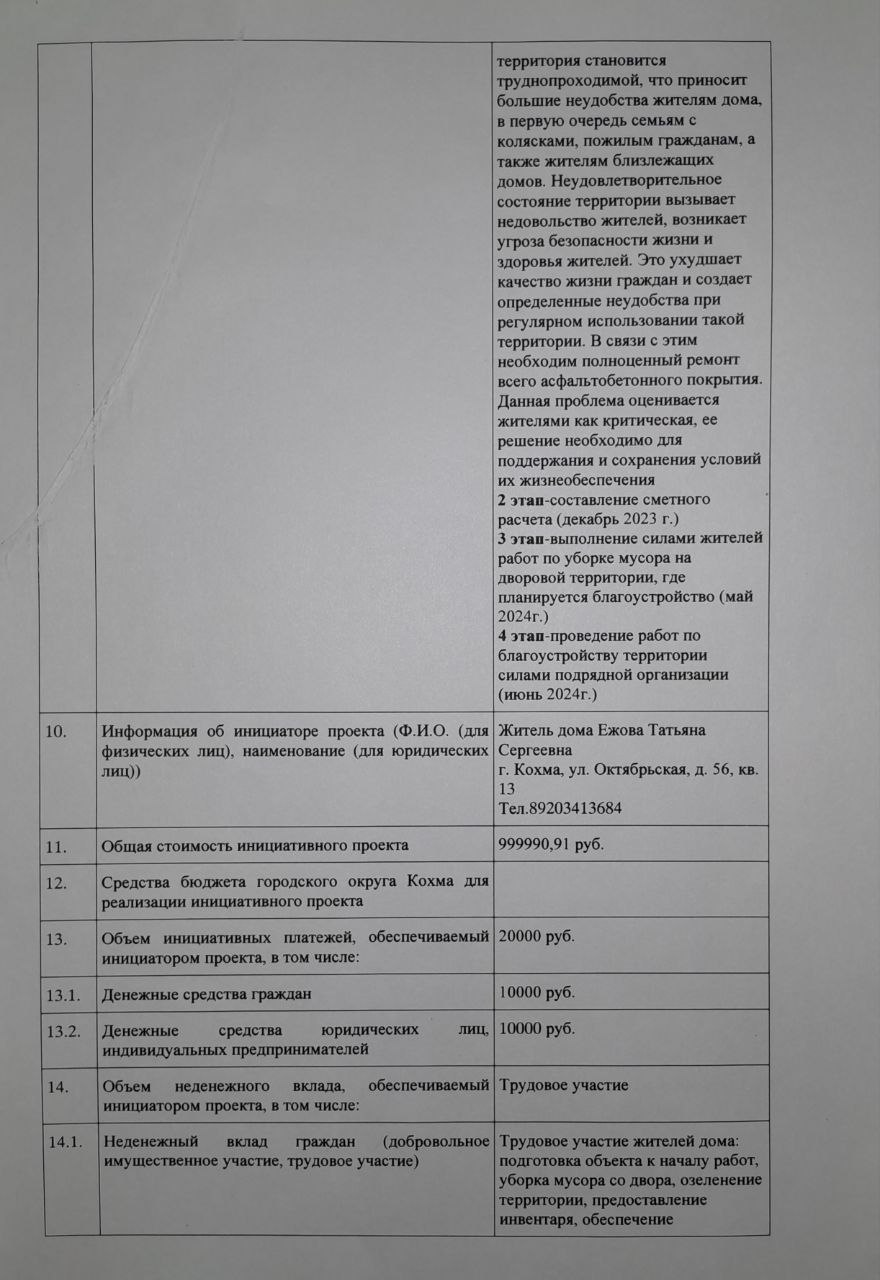 территория становится
труднопроходимой, что приносит
большие неудобства жителям дома,
в первую очередь семьям с
колясками, пожилым гражданам, а
также жителям близлежащих
домов. Неудовлетворительное
состояние территории вызывает
недовольство жителей, возникает
угроза безопасности жизни и
здоровья жителей. Это ухудшает
качество жизни граждан и создает
определенные неудобства при
регулярном использовании такой
территории. В связи с этим
необходим полноценный ремонт
всего асфальтобетонного покрытия.
Данная проблема оценивается
жителями как критическая, ее
решение необходимо для
поддержания и сохранения условий
их жизнеобеспечения
2 этап-составление сметного
расчета (декабрь 2023 г.)
3 этап-выполнение силами жителей
работ по уборке мусора на
дворовой территории, где
планируется благоустройство (май
2024г.)
4 этап-проведение работ по
благоустройству территории
силами подрядной организации
(июнь 2024г.)
10.
Информация об инициаторе проекта (Ф.И.О. (для
физических лиц), наименование (для юридических
лиц))
Житель дома Ежова Татьяна
Сергеевна
г. Кохма, ул. Октябрьская, д. 56, кв.
13
Тел.89203413684
11.
Общая стоимость инициативного проекта
999990,91 руб.
12.
Средства бюджета городского округа Кохма для
реализации инициативного проекта
13.
Объем инициативных платежей, обеспечиваемый
инициатором проекта, в том числе:
20000 руб.
13.1.
Денежные средства граждан
10000 руб.
13.2.
Денежные средства юридических лиц,
индивидуальных предпринимателей
10000 руб.
14.
Объем неденежного вклада, обеспечиваемый
инициатором проекта, в том числе:
Трудовое участие
14.1.
Неденежный вклад граждан (добровольное
имущественное участие, трудовое участие)
Трудовое участие жителей дома:
подготовка объекта к началу работ,
уборка мусора со двора, озеленение
территории, предоставление
инвентаря, обеспечение